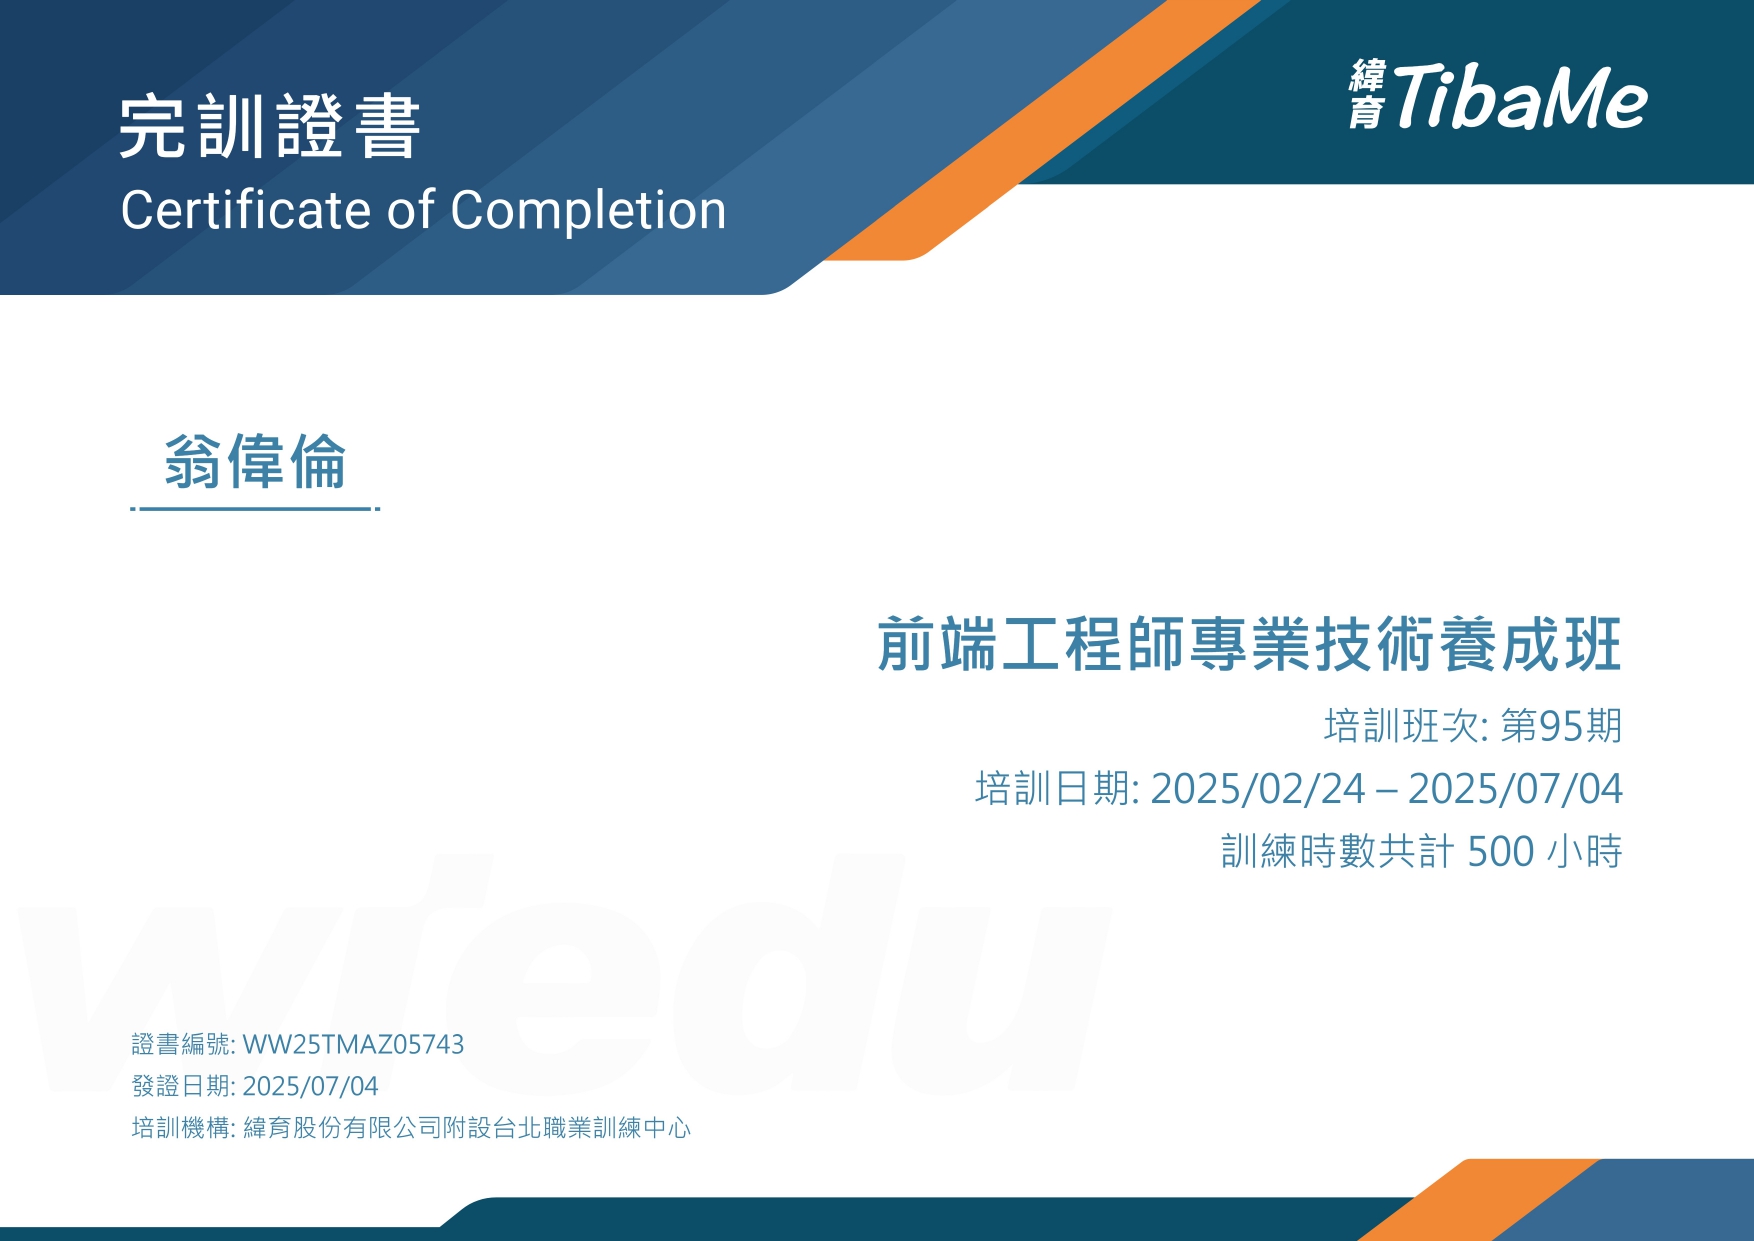 完訓證書
Certificate of Completion
緯育 TibaMe
翁偉倫
前端工程師專業技術養成班
培訓班次: 第95期
培訓日期: 2025/02/24 – 2025/07/04
訓練時數共計 500 小時
wiedu
證書編號: WW25TMAZ05743
發證日期: 2025/07/04
培訓機構: 緯育股份有限公司附設台北職業訓練中心